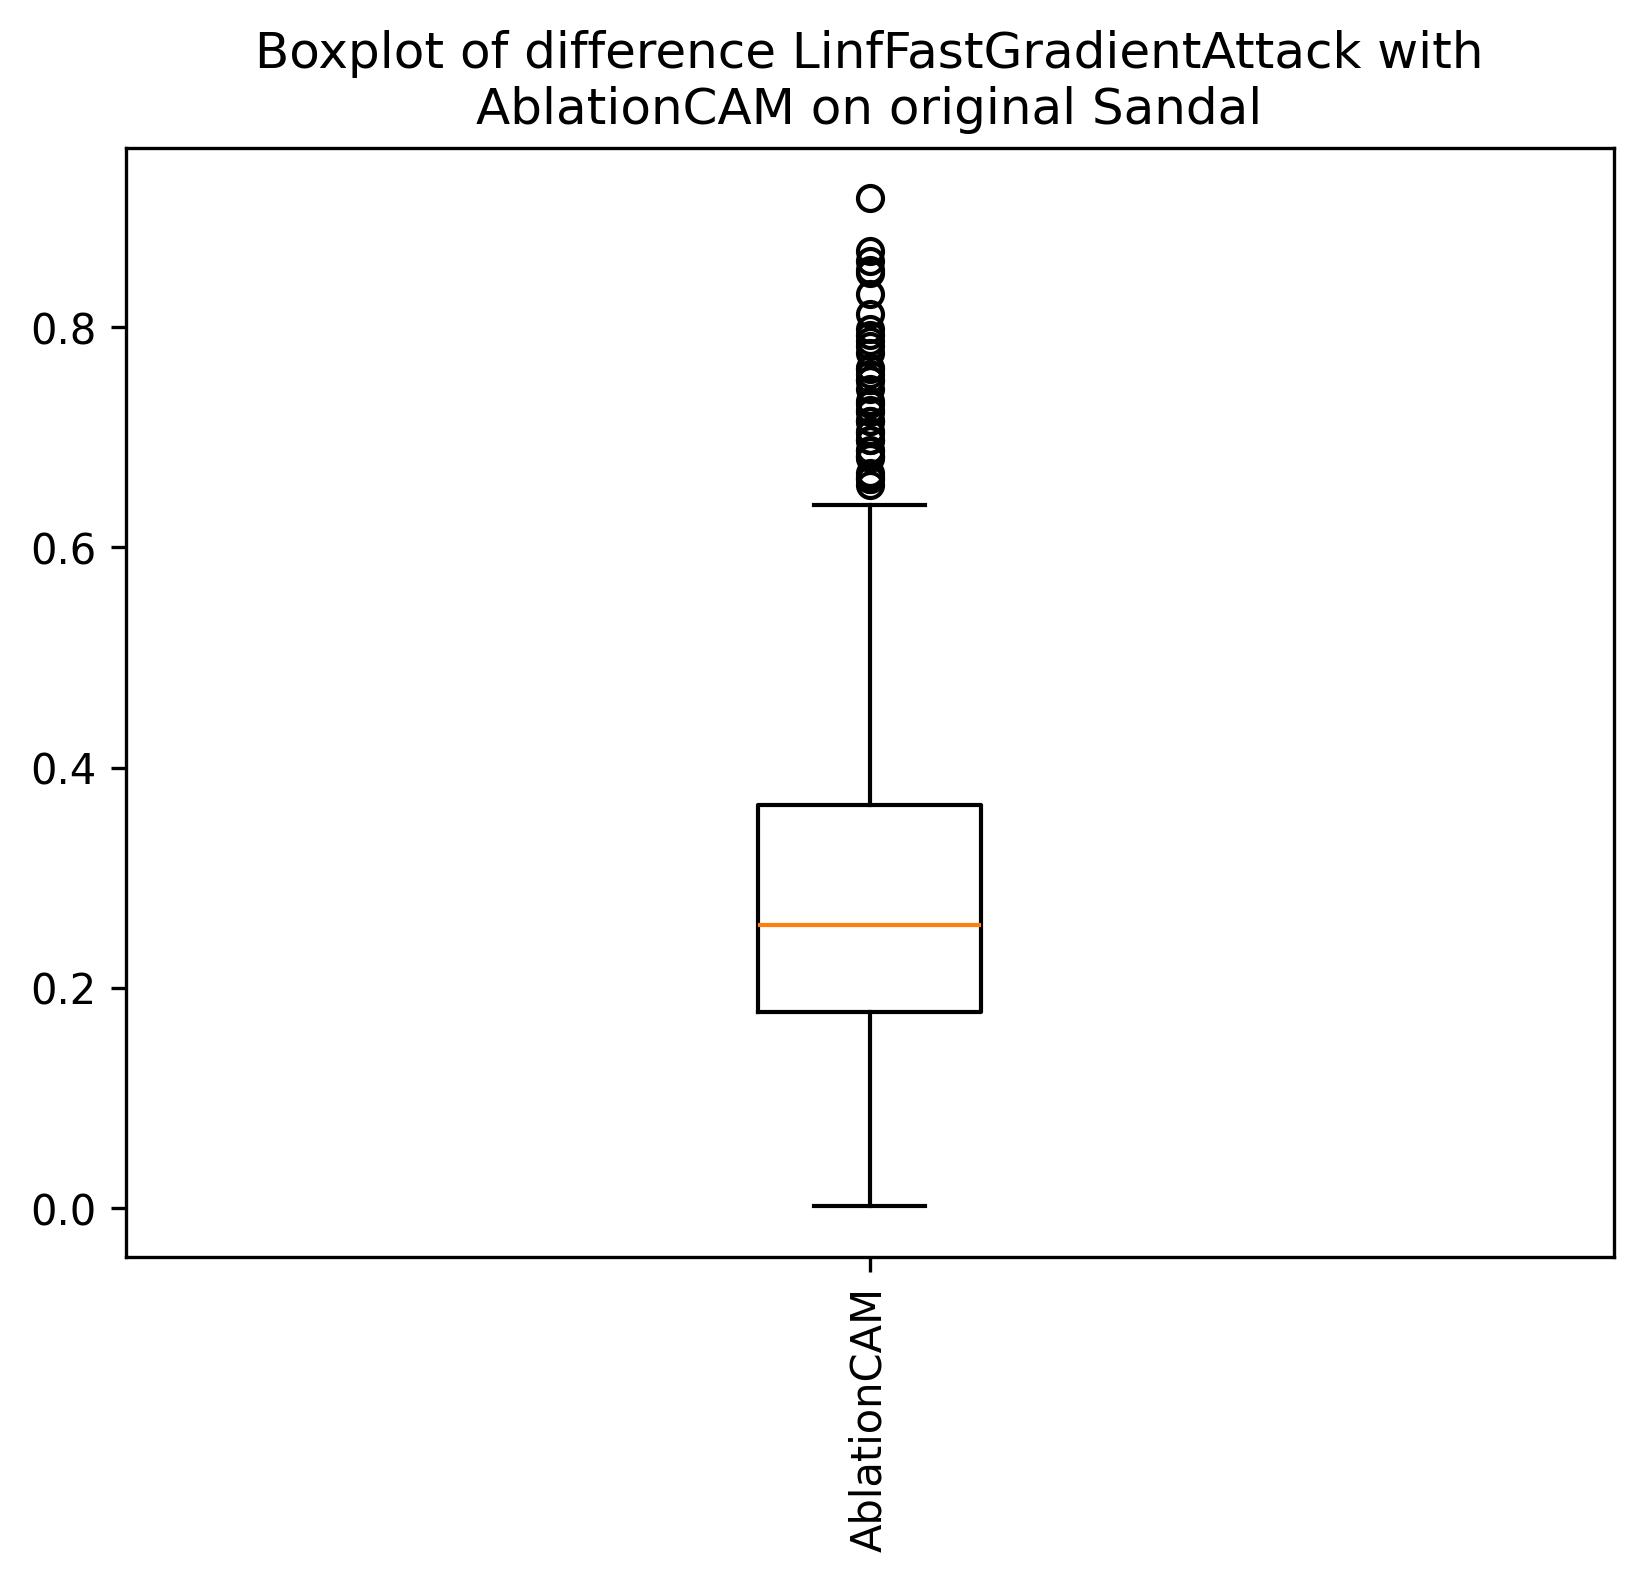 Boxplot of difference LinfFastGradientAttack with
AblationCAM on original Sandal
0.8
0.6
0.4
0.2
0.0
AblationCAM